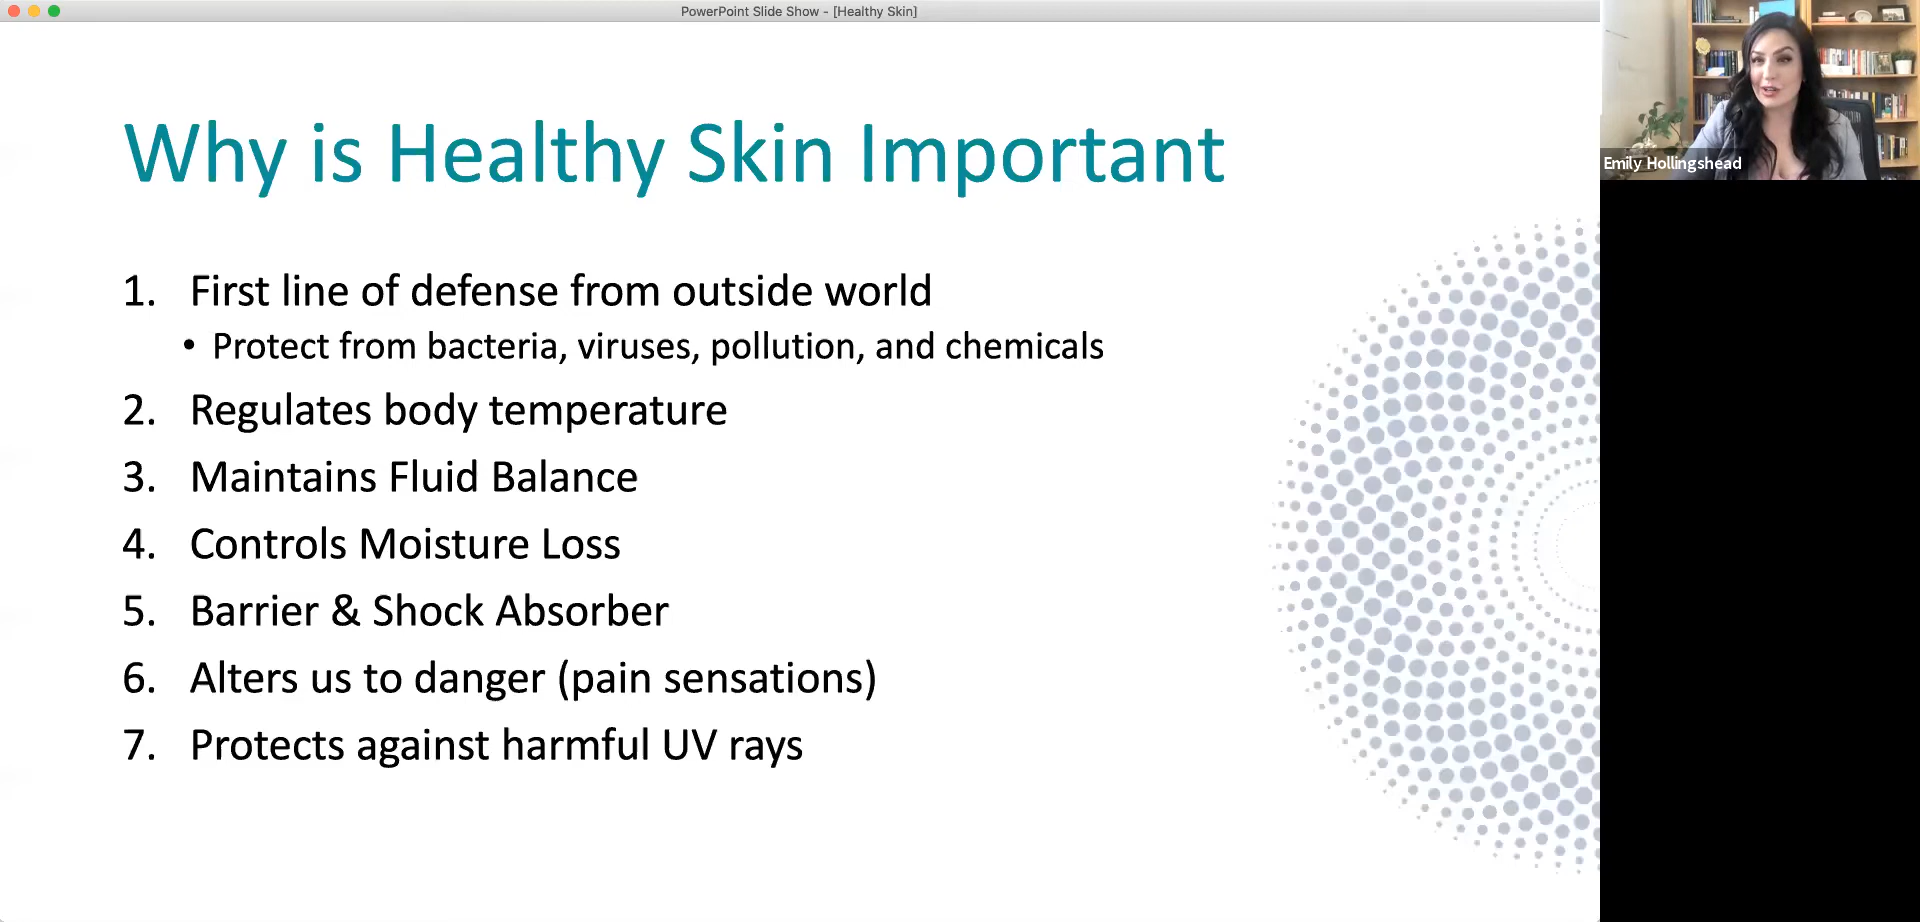 PowerPoint Slide Show - [Healthy Skin]
Why is Healthy Skin Important
1. First line of defense from outside world
• Protect from bacteria, viruses, pollution, and chemicals
2. Regulates body temperature
3. Maintains Fluid Balance
4. Controls Moisture Loss
5. Barrier & Shock Absorber
6. Alters us to danger (pain sensations)
7. Protects against harmful UV rays
Emily Hollingshead